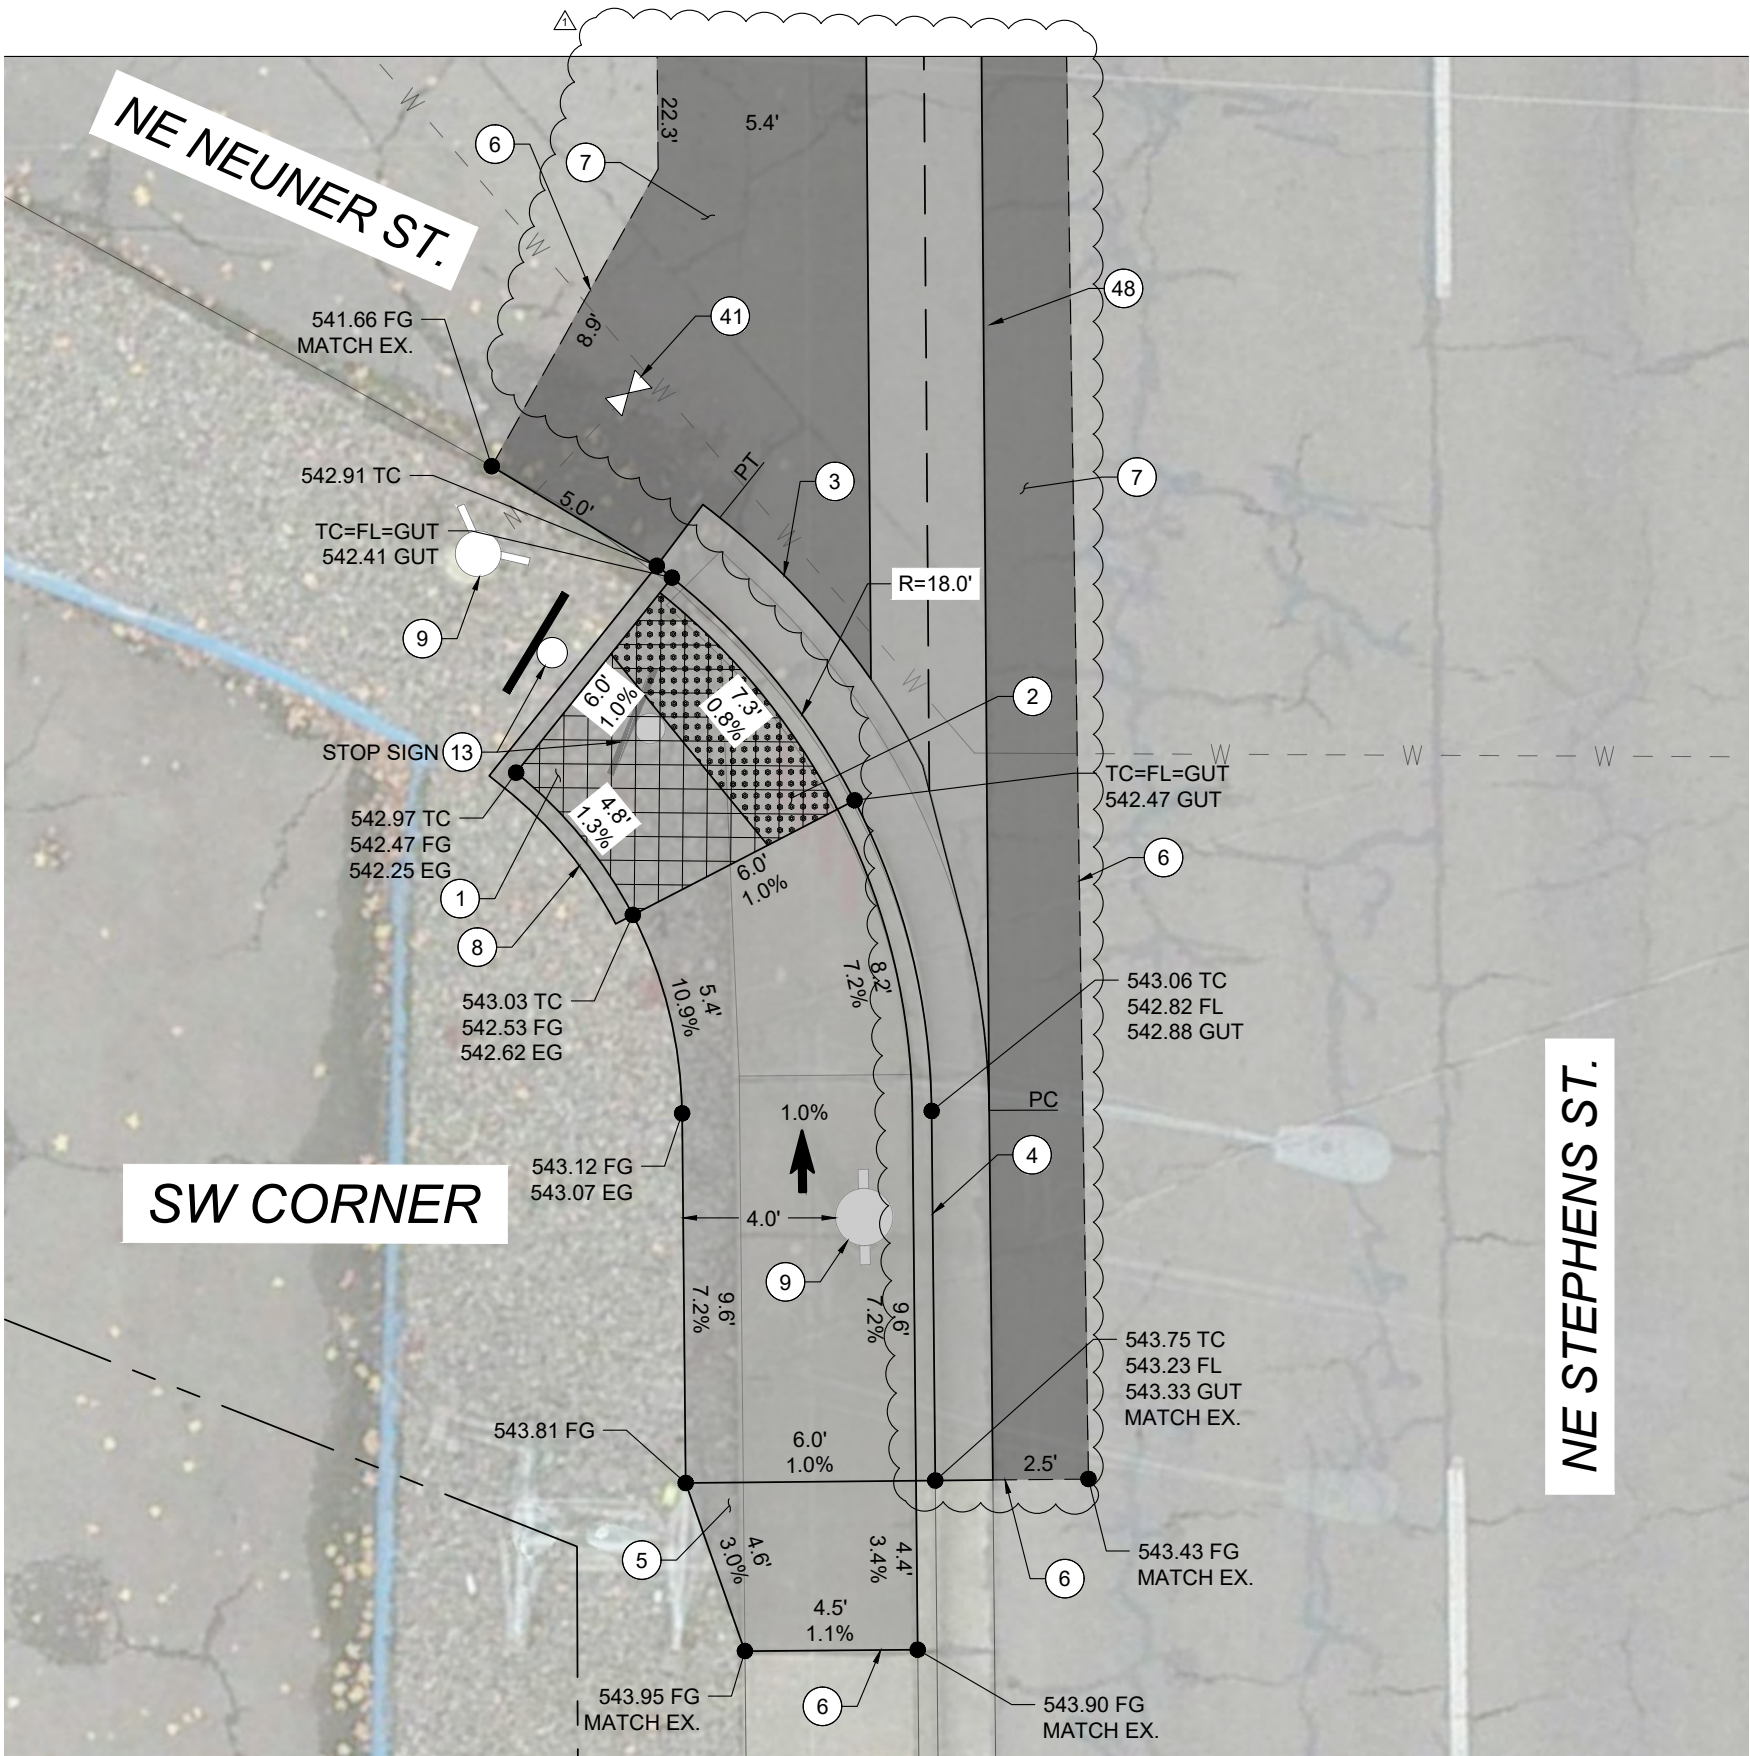 1
NE NEUNER ST.
6
7
22.3'
5.4'
W
W
48
541.66 FG
MATCH EX.
8.9'
41
W
542.91 TC
5.0'
PT
3
7
TC=FL=GUT
542.41 GUT
W
W
R=18.0'
9
6.0'
1.0%
7.3'
0.8%
W
2
STOP SIGN 13
W
W
W
TC=FL=GUT
542.47 GUT
542.97 TC
542.47 FG
542.25 EG
4.8'
1.3%
6.0'
1.0%
6
1
8
8.2'
7.2%
5.4'
10.9%
543.03 TC
542.53 FG
542.62 EG
543.06 TC
542.82 FL
542.88 GUT
PC
1.0%
4
543.12 FG
543.07 EG
SW CORNER
4.0'
9
NE STEPHENS ST.
9.6'
7.2%
9.6'
7.2%
543.75 TC
543.23 FL
543.33 GUT
MATCH EX.
543.81 FG
6.0'
1.0%
2.5'
5
4.6'
3.0%
4.4'
3.4%
6
543.43 FG
MATCH EX.
4.5'
1.1%
543.95 FG
MATCH EX.
6
543.90 FG
MATCH EX.